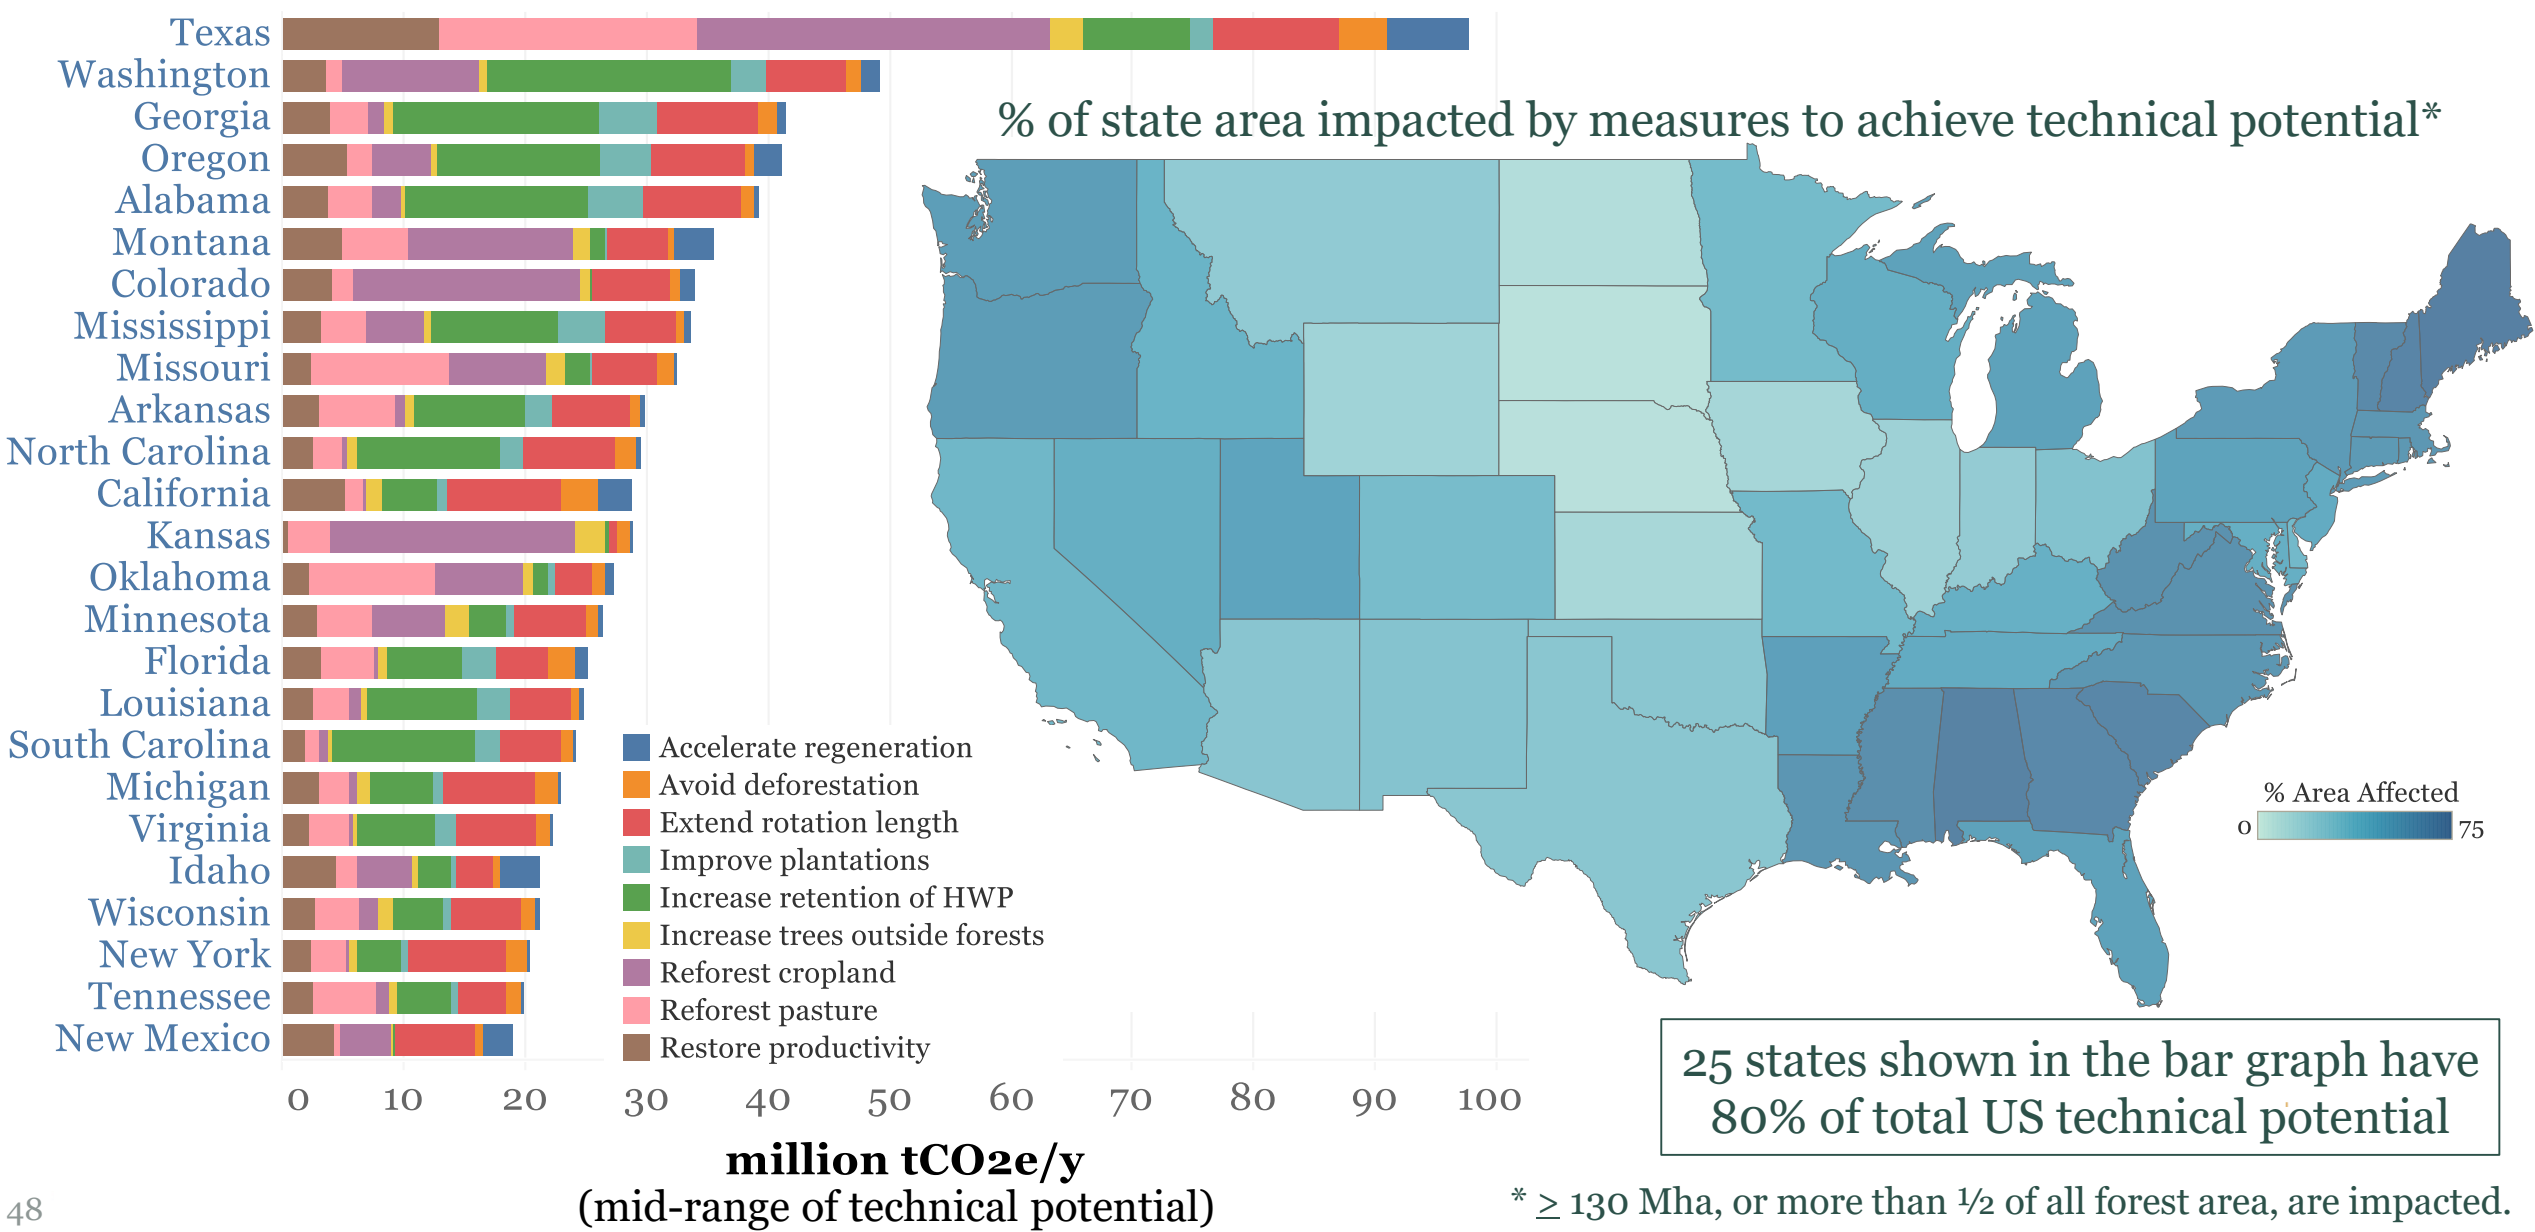 Texas
Washington
Georgia
Oregon
Alabama
Montana
Colorado
Mississippi
Missouri
Arkansas
North Carolina
California
Kansas
Oklahoma
Minnesota
Florida
Louisiana
South Carolina
Michigan
Virginia
Idaho
Wisconsin
New York
Tennessee
New Mexico
0 10 20 30 40 50 60 70 80 90 100
million tCO2e/y
(mid-range of technical potential)
Accelerate regeneration
Avoid deforestation
Extend rotation length
Improve plantations
Increase retention of HWP
Increase trees outside forests
Reforest cropland
Reforest pasture
Restore productivity
% of state area impacted by measures to achieve technical potential*
% Area Affected
0 75
25 states shown in the bar graph have
80% of total US technical potential
* ≥ 130 Mha, or more than ½ of all forest area, are impacted.
48